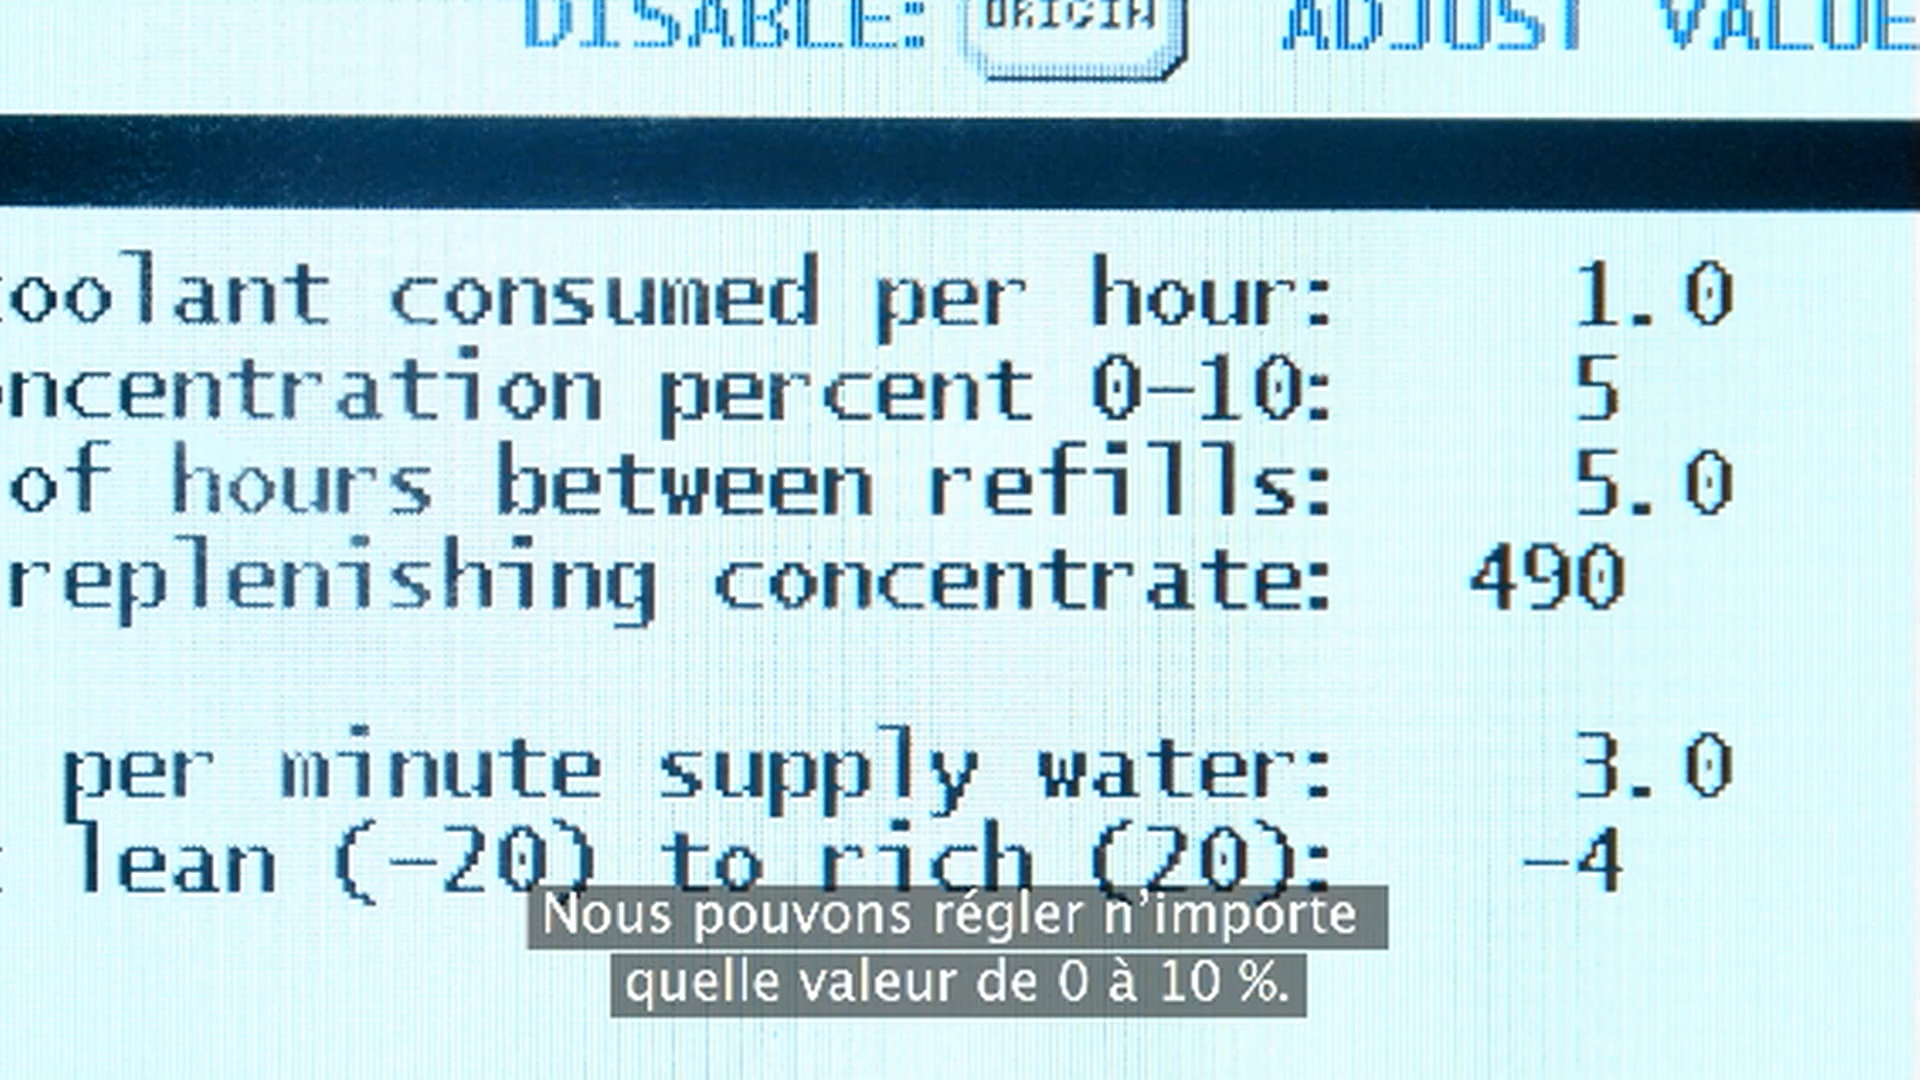 DISABLE: ORIGIN ADJUST VALUE
oolant consumed per hour: 1.0
ncentration percent 0-10: 5
of hours between refills: 5.0
replenishing concentrate: 490
per minute supply water: 3.0
lean (-20) to rich (20): -4
Nous pouvons régler n'importe
quelle valeur de 0 à 10 %.